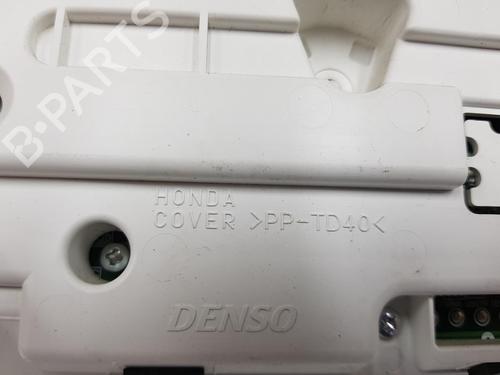 B-PARTS
HONDA
COVER >PP-TD40<
DENSO